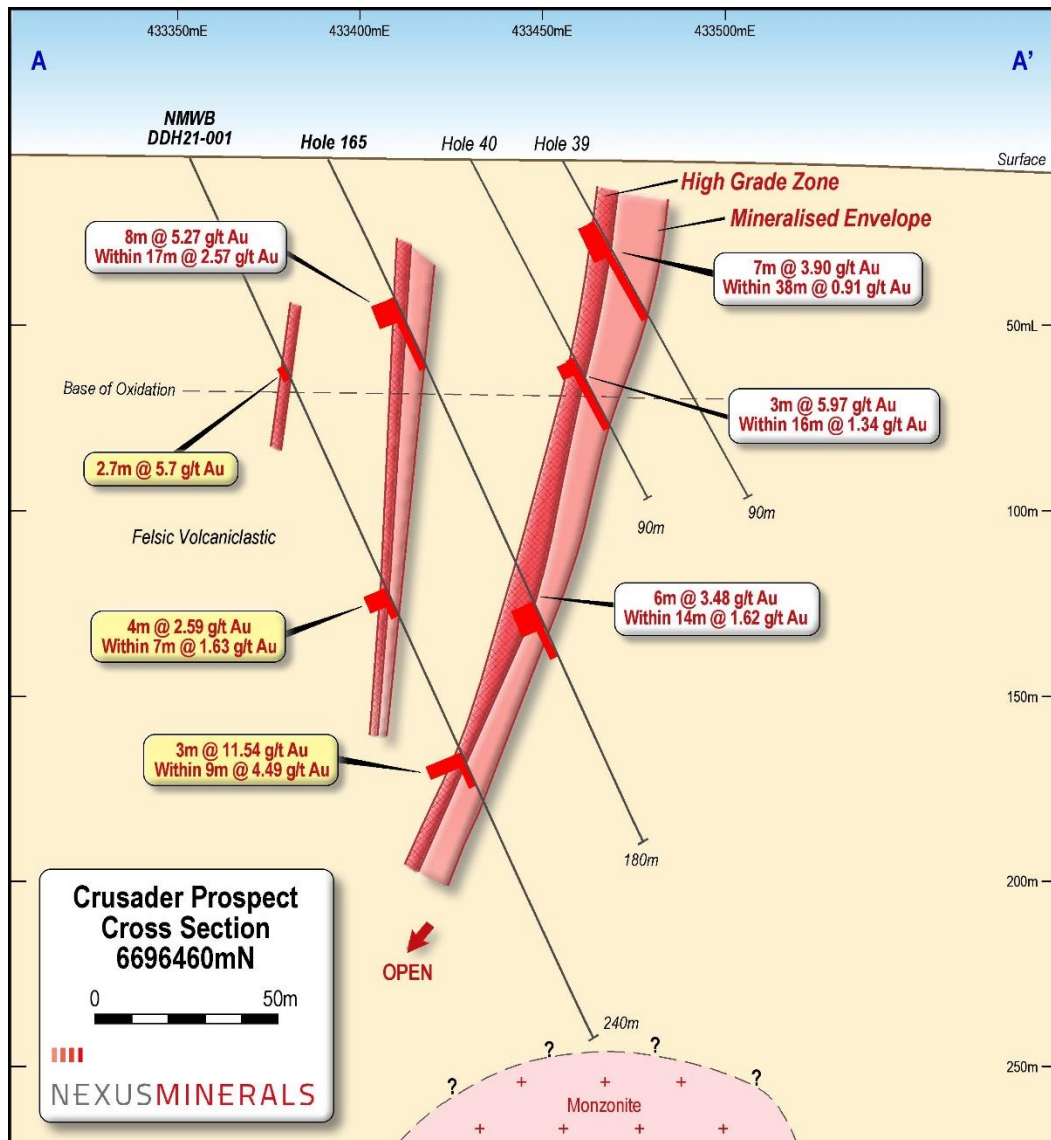 433350mE
433400mE
433450mE
433500mE
A
A'
NMWB
DDH21-001
Hole 165
Hole 40
Hole 39
Surface
High Grade Zone
Mineralised Envelope
8m @ 5.27 g/t Au
Within 17m @ 2.57 g/t Au
7m @ 3.90 g/t Au
Within 38m @ 0.91 g/t Au
50mL
Base of Oxidation
3m @ 5.97 g/t Au
Within 16m @ 1.34 g/t Au
2.7m @ 5.7 g/t Au
90m
90m
100m
Felsic Volcaniclastic
6m @ 3.48 g/t Au
Within 14m @ 1.62 g/t Au
4m @ 2.59 g/t Au
Within 7m @ 1.63 g/t Au
150m
3m @ 11.54 g/t Au
Within 9m @ 4.49 g/t Au
180m
200m
Crusader Prospect
Cross Section
6696460mN
0
50m
NEXUSMINERALS
OPEN
240m
?
?
?
?
250m
Monzonite